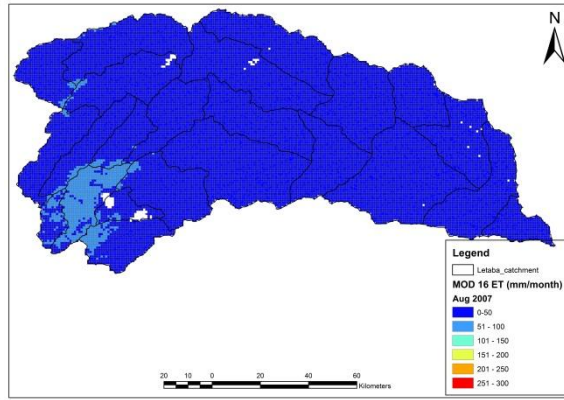 N
Legend
Letaba_catchment
MOD 16 ET (mm/month)
Aug 2007
0-50
51 - 100
101 - 150
151 - 200
201 - 250
251 - 300
20 10 0 20 40 60
Kilometers